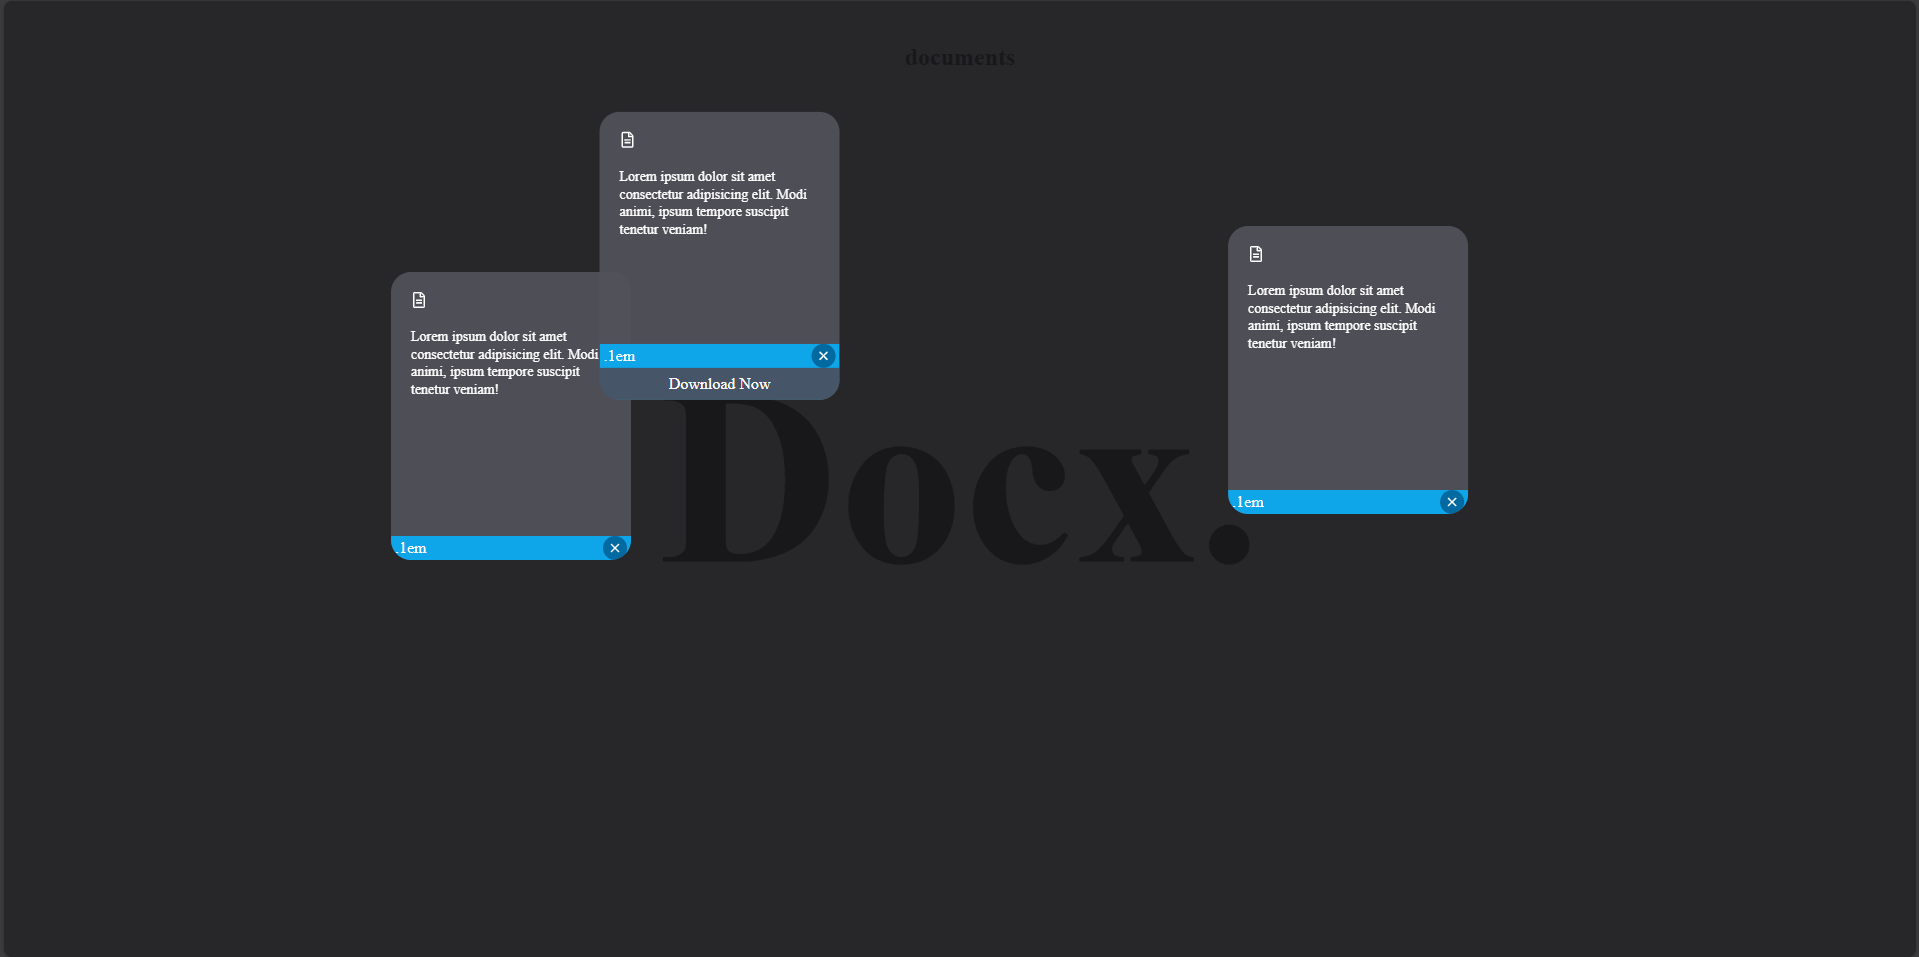 documents
Lorem ipsum dolor sit amet
consectetur adipisicing elit. Modi
animi, ipsum tempore suscipit
tenetur veniam!
.1em
Download Now
Lorem ipsum dolor sit amet
consectetur adipisicing elit. Modi
animi, ipsum tempore suscipit
tenetur veniam!
.1em
Docx.
Lorem ipsum dolor sit amet
consectetur adipisicing elit. Modi
animi, ipsum tempore suscipit
tenetur veniam!
.1em